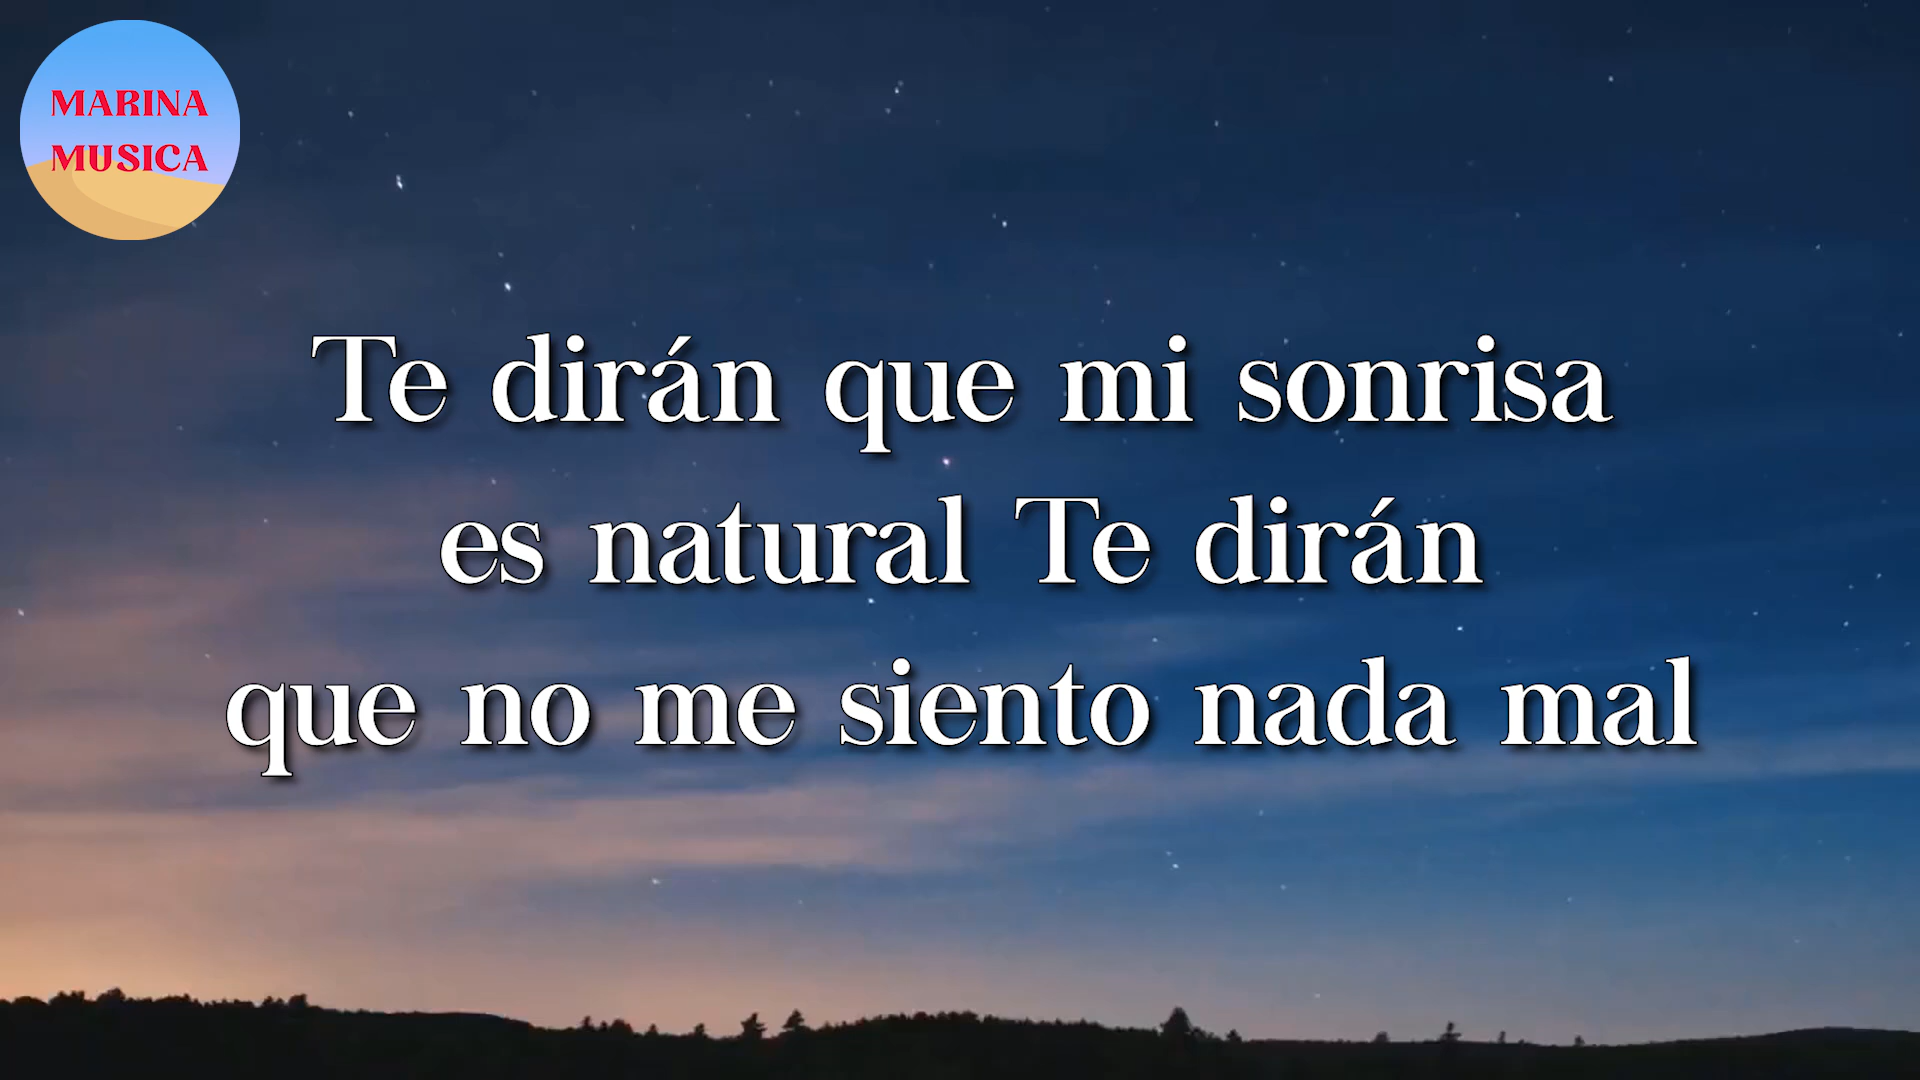 MARINA
MUSICA
Te dirán que mi sonrisa
es natural Te dirán
que no me siento nada mal